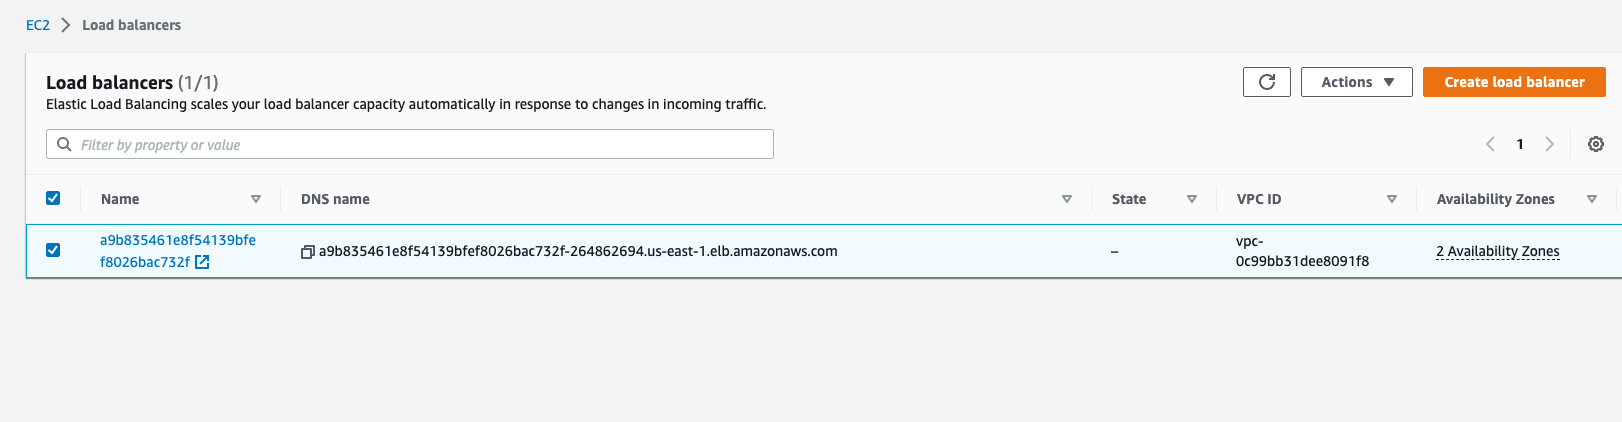 EC2 Load balancers
Load balancers (1/1)
Elastic Load Balancing scales your load balancer capacity automatically in response to changes in incoming traffic.
Actions
Create load balancer
Filter by property or value
1
Name DNS name State VPC ID Availability Zones
a9b835461e8f54139bfe
f8026bac732f
a9b835461e8f54139bfef8026bac732f-264862694.us-east-1.elb.amazonaws.com
–
vpc-
0c99bb31dee8091f8
2 Availability Zones